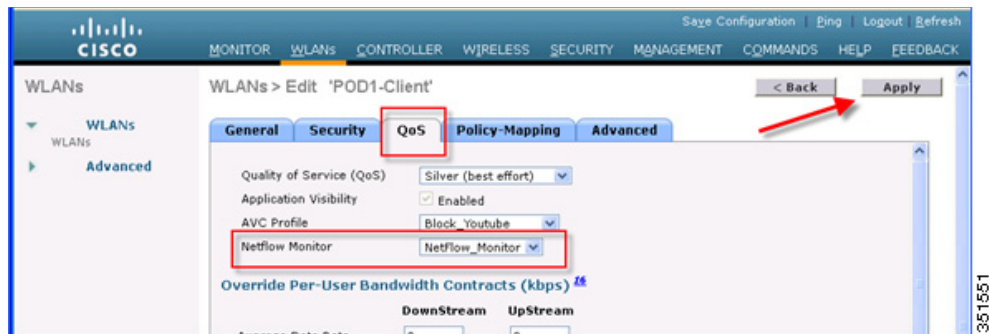 Save Configuration | Ping | Logout | Refresh
CISCO
MONITOR WLANs CONTROLLER WIRELESS SECURITY MANAGEMENT COMMANDS HELP FEEDBACK
WLANs
WLANs > Edit 'POD1-Client'
< Back
Apply
WLANs
WLANs
Advanced
General Security QoS Policy-Mapping Advanced
Quality of Service (QoS) Silver (best effort)
Application Visibility Enabled
AVC Profile Block_Youtube
Netflow Monitor NetFlow_Monitor
Override Per-User Bandwidth Contracts (kbps) 16
DownStream UpStream
351551